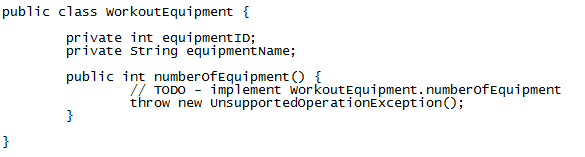 public class WorkoutEquipment {
private int equipmentID;
private String equipmentName;
public int numberOfEquipment() {
// TODO - implement WorkoutEquipment.numberOfEquipment
throw new UnsupportedOperationException();
}
}